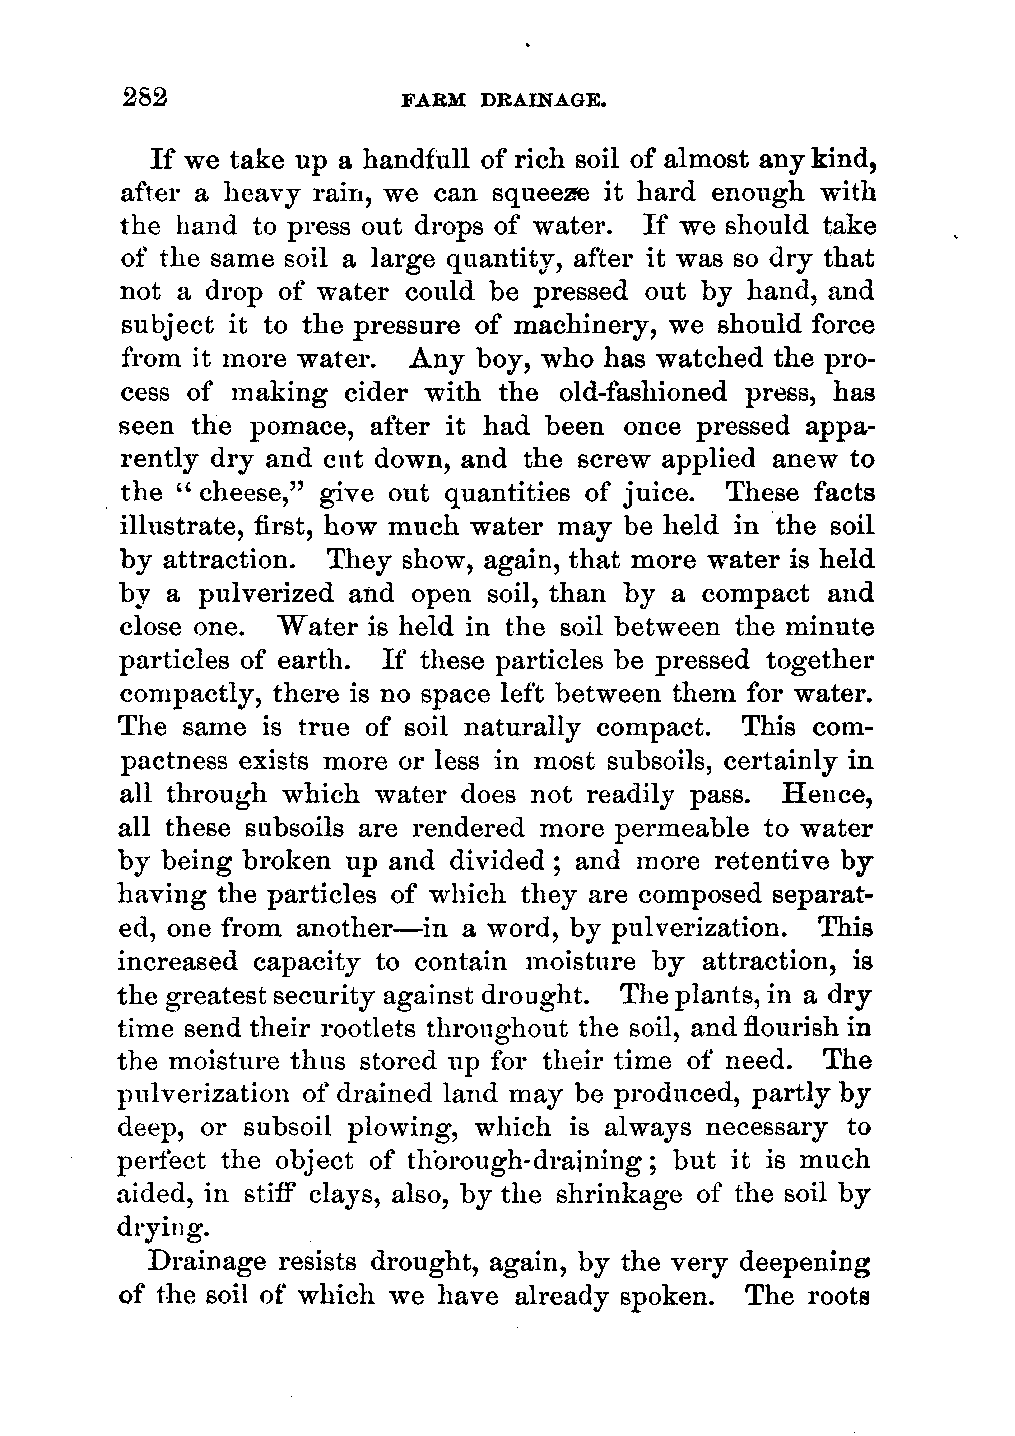 282 FARM DRAINAGE.
If we take up a handfull of rich soil of almost any kind,
after a heavy rain, we can squeeze it hard enough with
the hand to press out drops of water. If we should take
of the same soil a large quantity, after it was so dry that
not a drop of water could be pressed out by hand, and
subject it to the pressure of machinery, we should force
from it more water. Any boy, who has watched the pro-
cess of making cider with the old-fashioned press, has
seen the pomace, after it had been once pressed appa-
rently dry and cut down, and the screw applied anew to
the “ cheese,” give out quantities of juice. These facts
illustrate, first, how much water may be held in the soil
by attraction. They show, again, that more water is held
by a pulverized and open soil, than by a compact and
close one. Water is held in the soil between the minute
particles of earth. If these particles be pressed together
compactly, there is no space left between them for water.
The same is true of soil naturally compact. This com-
pactness exists more or less in most subsoils, certainly in
all through which water does not readily pass. Hence,
all these subsoils are rendered more permeable to water
by being broken up and divided ; and more retentive by
having the particles of which they are composed separat-
ed, one from another—in a word, by pulverization. This
increased capacity to contain moisture by attraction, is
the greatest security against drought. The plants, in a dry
time send their rootlets throughout the soil, and flourish in
the moisture thus stored up for their time of need. The
pulverization of drained land may be produced, partly by
deep, or subsoil plowing, which is always necessary to
perfect the object of thorough-draining ; but it is much
aided, in stiff clays, also, by the shrinkage of the soil by
drying.
Drainage resists drought, again, by the very deepening
of the soil of which we have already spoken. The roots